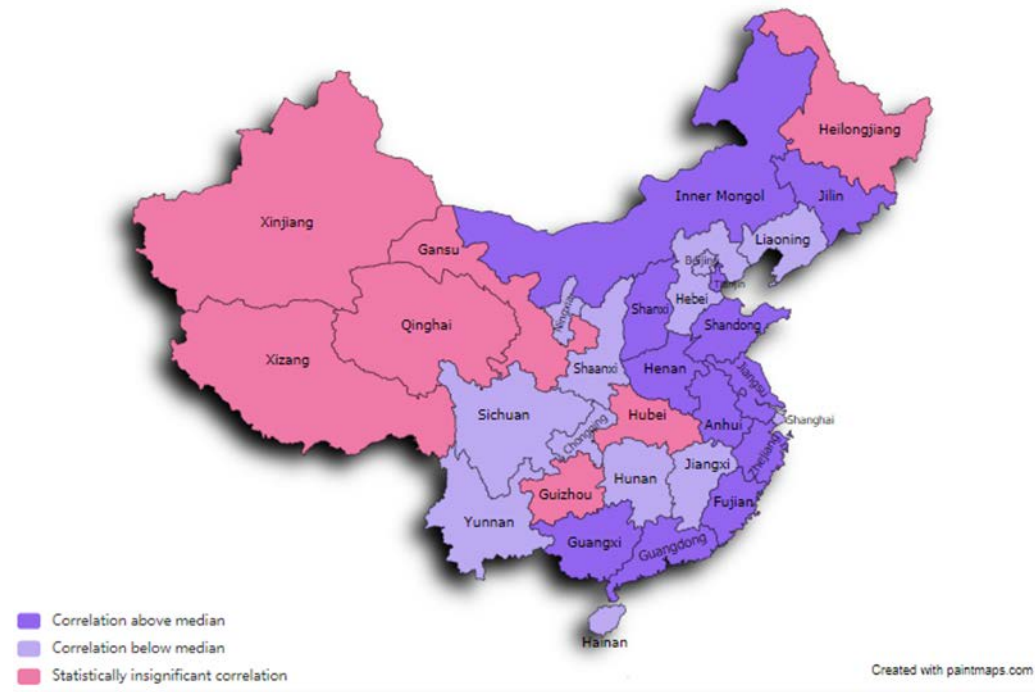 Heilongjiang
Inner Mongol
Jilin
Xinjiang
Liaoning
Gansu
Beijing
Tianjin
Hebei
Ningxia
Shanxi
Qinghai
Shandong
Xizang
Shaanxi
Henan
Jiangsu
Sichuan
Hubei
Anhui
Shanghai
Chongqing
Zhejiang
Jiangxi
Hunan
Guizhou
Fujian
Yunnan
Guangxi
Guangdong
Hainan
Correlation above median
Correlation below median
Statistically insignificant correlation
Created with paintmaps.com